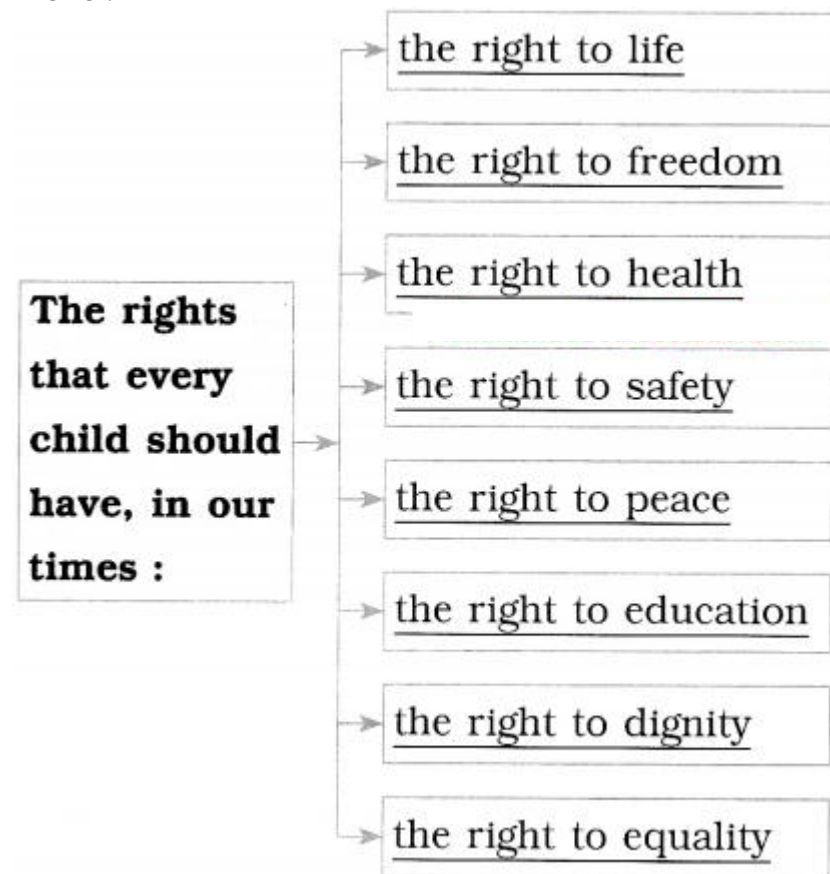 The rights
that every
child should
have, in our
times :
the right to life
the right to freedom
the right to health
the right to safety
the right to peace
the right to education
the right to dignity
the right to equality